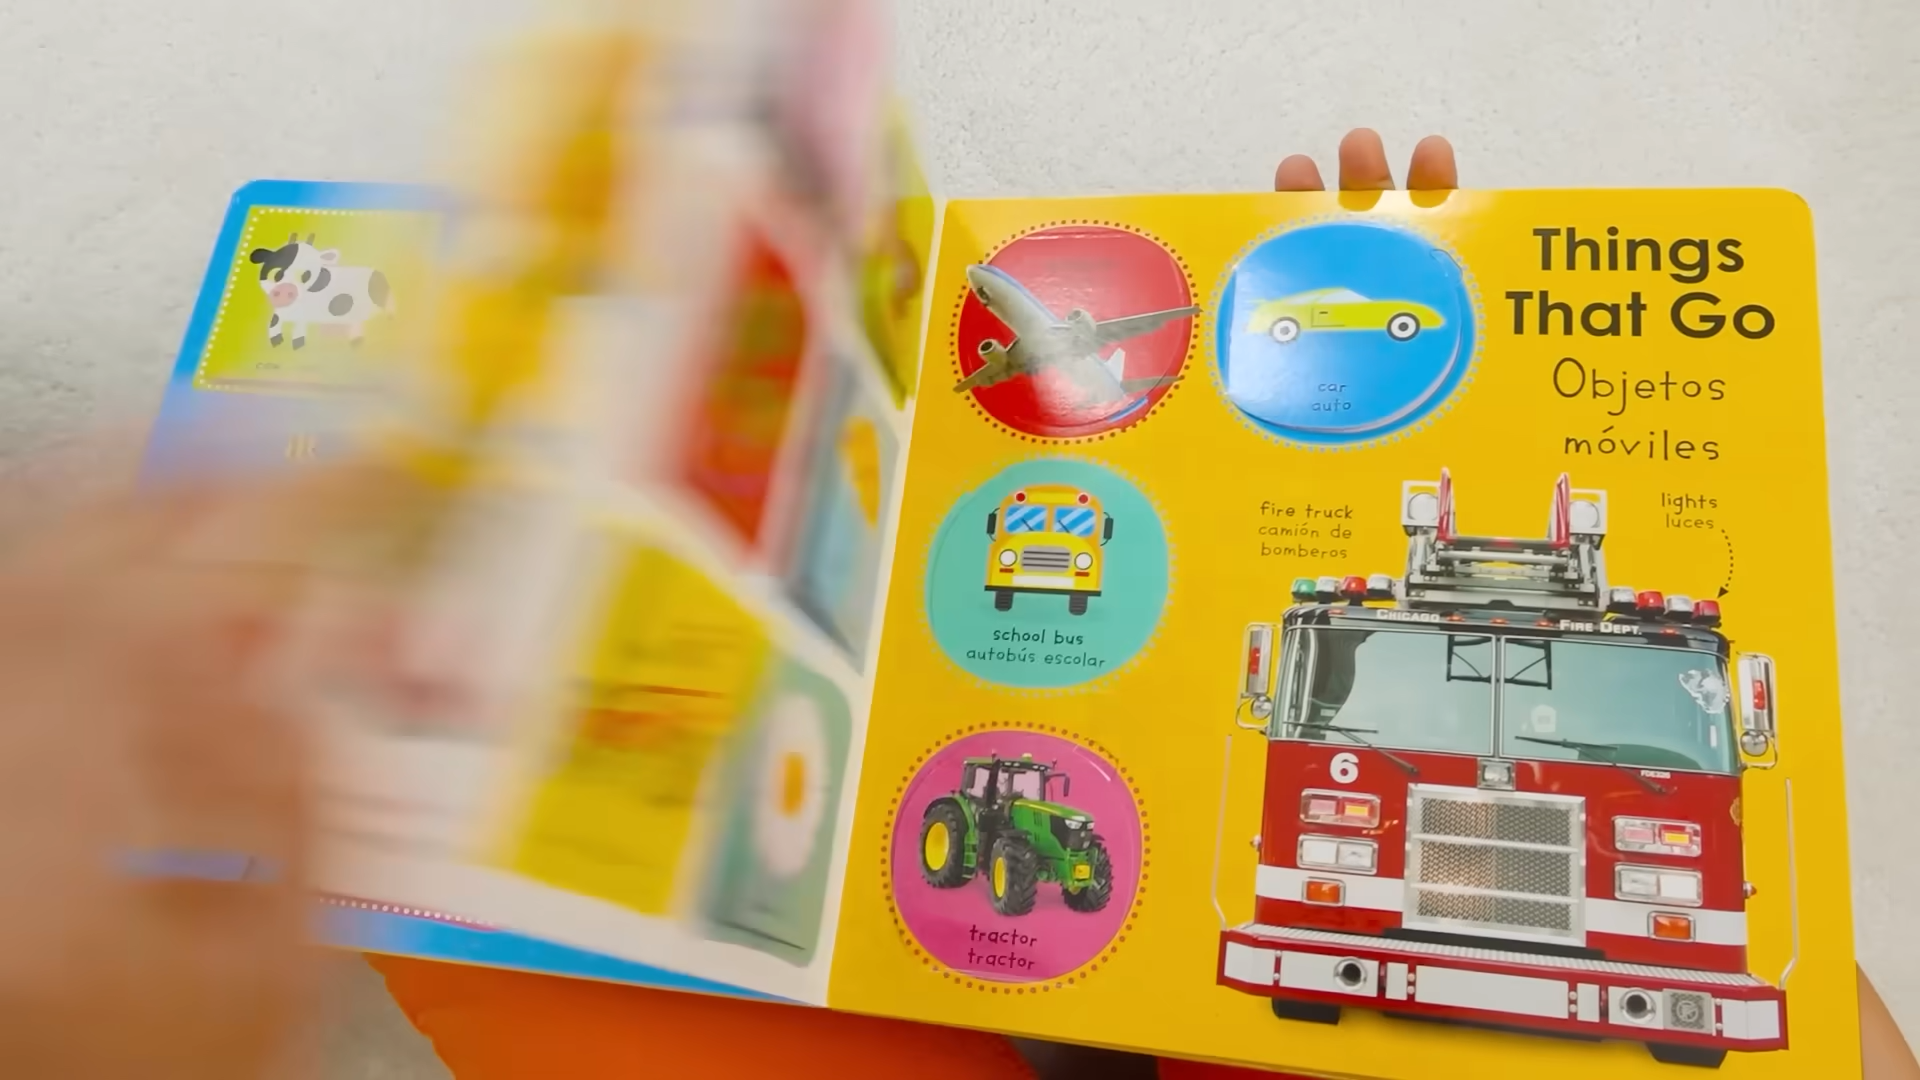 Things
That Go
Objetos
móviles
car
auto
fire truck
camión de
bomberos
lights
luces
CHICAGO
FIRE DEPT.
school bus
autobús escolar
6
tractor
tractor
cow